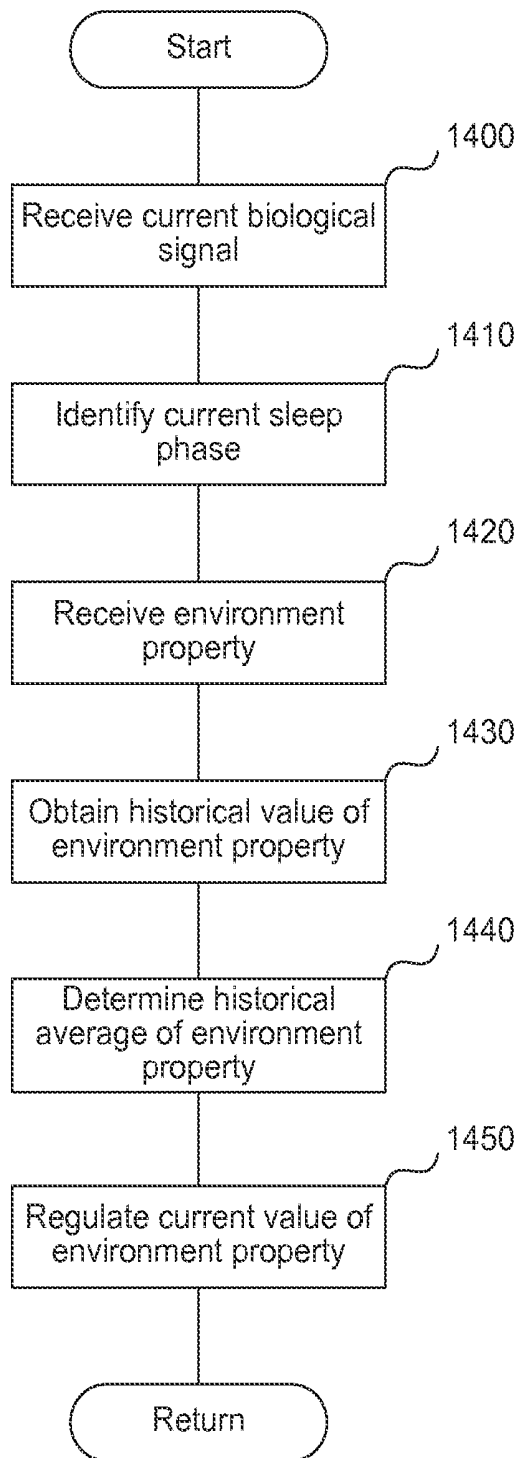 Start
1400
Receive current biological
signal
1410
Identify current sleep
phase
1420
Receive environment
property
1430
Obtain historical value of
environment property
1440
Determine historical
average of environment
property
1450
Regulate current value of
environment property
Return